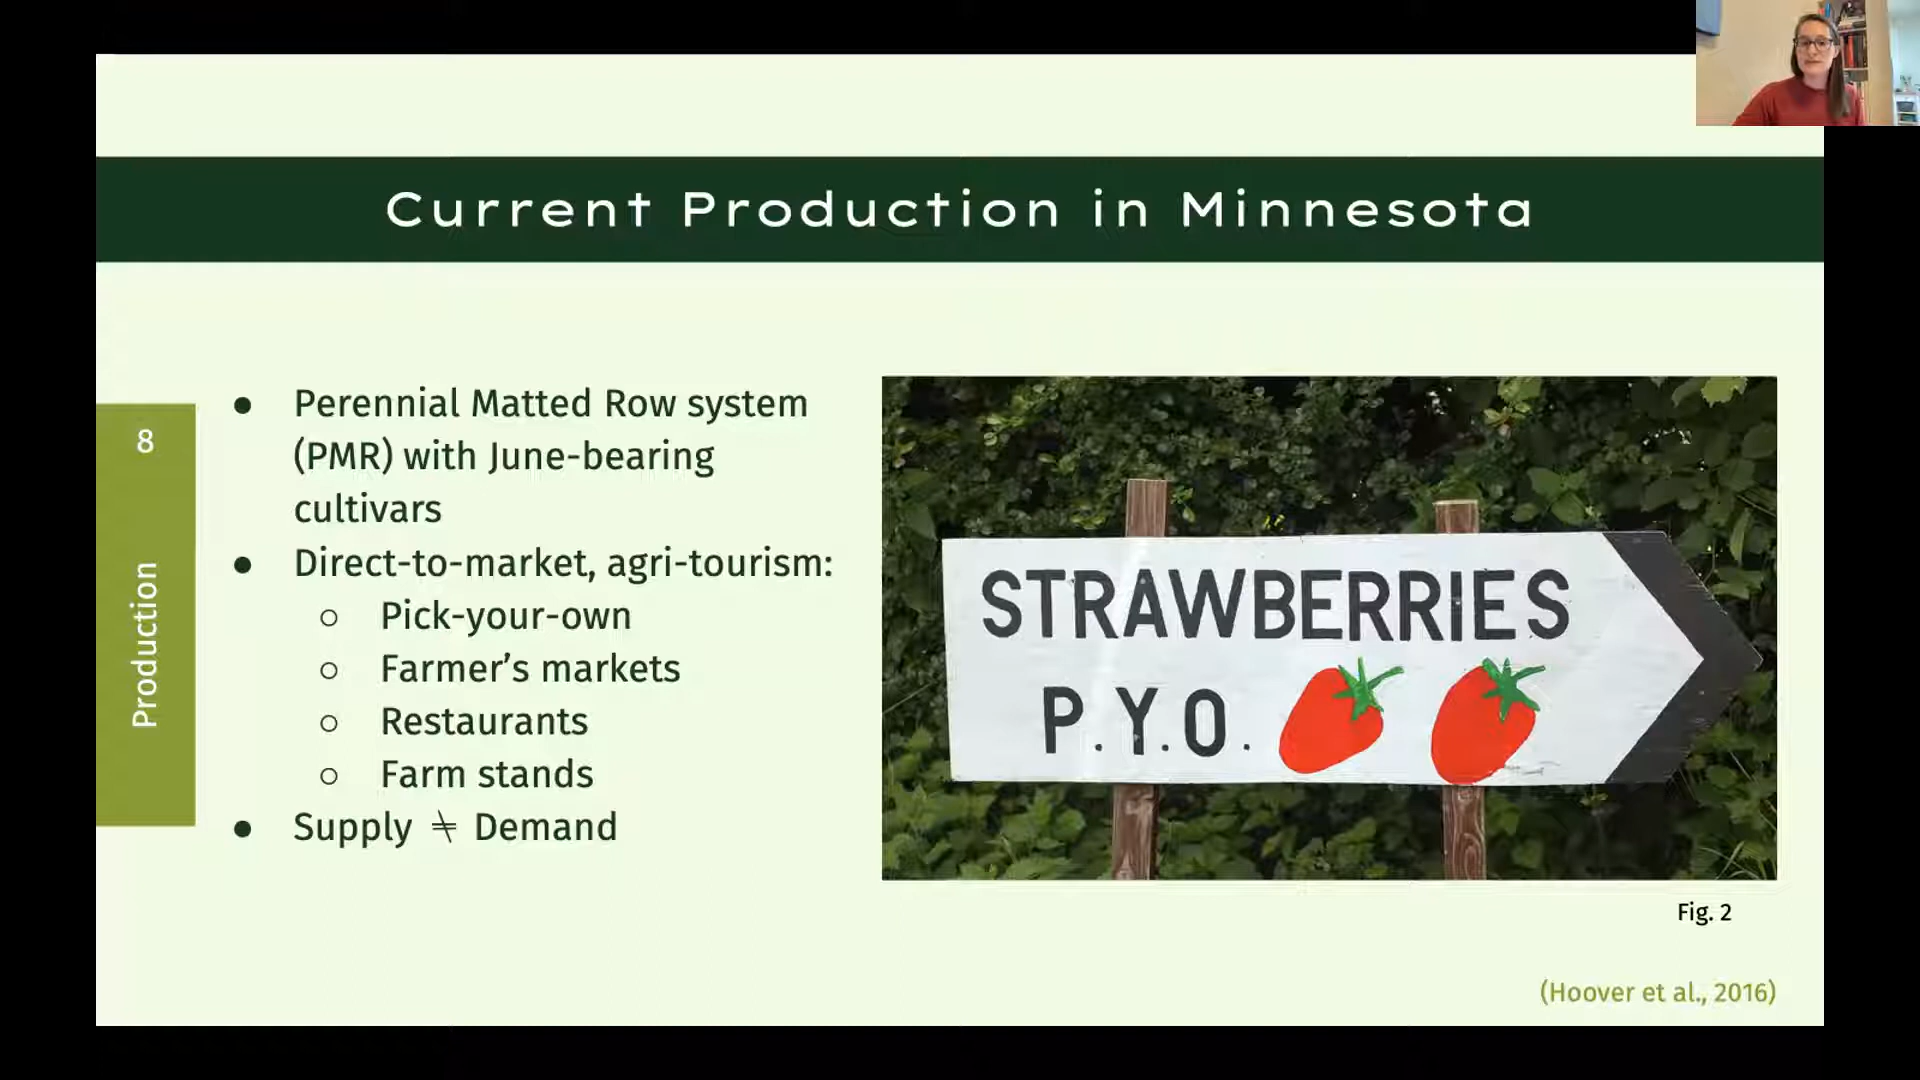 Current Production in Minnesota
8
Production
● Perennial Matted Row system
(PMR) with June-bearing
cultivars
● Direct-to-market, agri-tourism:
○ Pick-your-own
○ Farmer’s markets
○ Restaurants
○ Farm stands
● Supply ≠ Demand
STRAWBERRIES
P.Y.O.
Fig. 2
(Hoover et al., 2016)